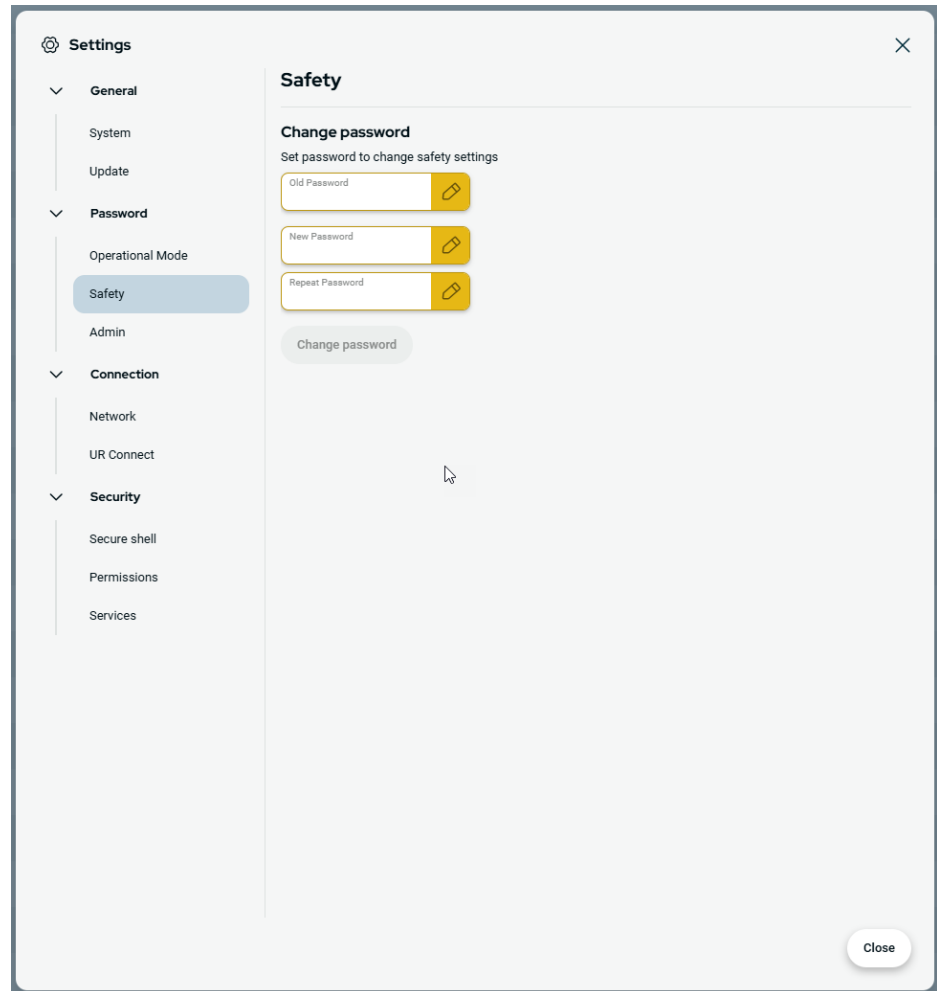 Settings
General
System
Update
Password
Operational Mode
Safety
Admin
Connection
Network
UR Connect
Security
Secure shell
Permissions
Services
Safety
Change password
Set password to change safety settings
Old Password
New Password
Repeat Password
Change password
Close